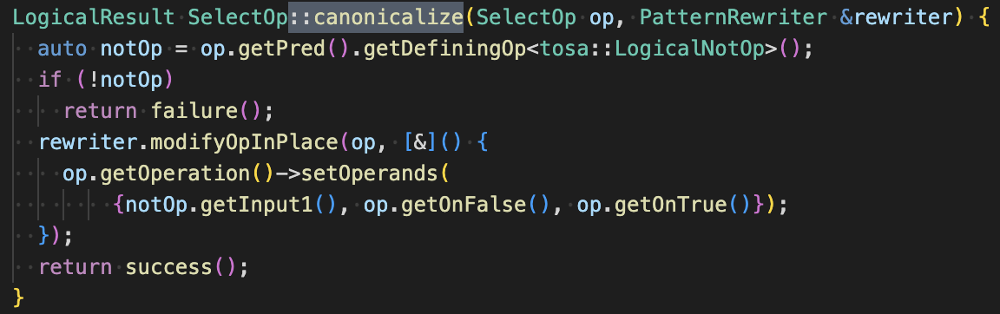 LogicalResult SelectOp::canonicalize(SelectOp op, PatternRewriter &rewriter) {
  auto notOp = op.getPred().getDefiningOp<tosa::LogicalNotOp>();
  if (!notOp)
    return failure();
  rewriter.modifyOpInPlace(op, [&]() {
    op.getOperation()->setOperands(
        {notOp.getInput1(), op.getOnFalse(), op.getOnTrue()});
  });
  return success();
}